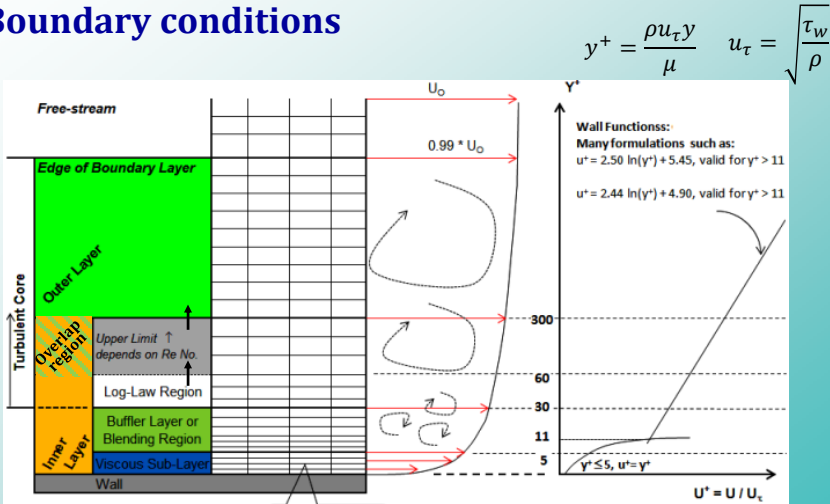 Boundary conditions
y⁺ = ρu_τy / μ
u_τ = √(τ_w / ρ)
Free-stream
Edge of Boundary Layer
Outer Layer
Turbulent Core
Overlap
region
Upper Limit ↑
depends on Re No.
Log-Law Region
Buffler Layer or
Blending Region
Inner
Layer
Viscous Sub-Layer
Wall
U₀
0.99 * U₀
Y⁺
Wall Functionss:
Many formulations such as:
u⁺= 2.50 ln(y⁺) + 5.45, valid for y⁺ > 11
u⁺= 2.44 ln(y⁺) + 4.90, valid for y⁺ > 11
300
60
30
11
5
y⁺≤5, u⁺= y⁺
U⁺ = U / U_τ